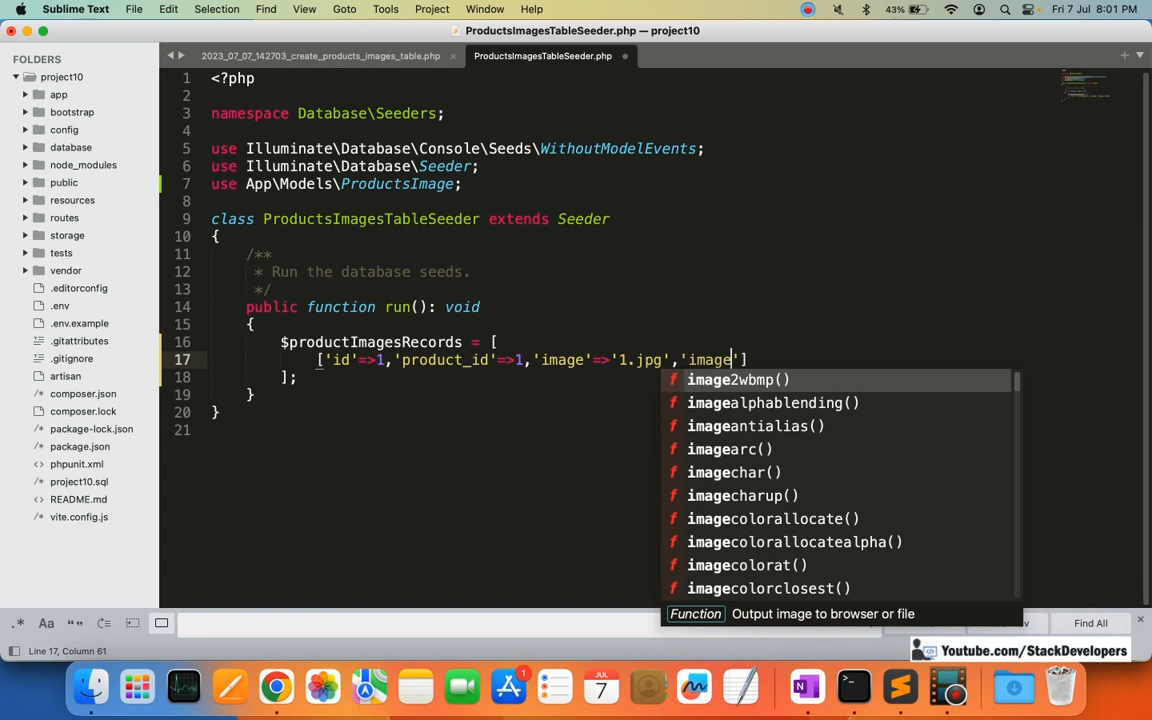 Sublime Text File Edit Selection Find View Goto Tools Project Window Help 43% Fri 7 Jul 8:01 PM
ProductsImagesTableSeeder.php — project10
FOLDERS
project10
app
bootstrap
config
database
node_modules
public
resources
routes
storage
tests
vendor
.editorconfig
.env
.env.example
.gitattributes
.gitignore
artisan
composer.json
composer.lock
package-lock.json
package.json
phpunit.xml
project10.sql
README.md
vite.config.js
2023_07_07_142703_create_products_images_table.php × ProductsImagesTableSeeder.php
1 <?php
2
3 namespace Database\Seeders;
4
5 use Illuminate\Database\Console\Seeds\WithoutModelEvents;
6 use Illuminate\Database\Seeder;
7 use App\Models\ProductsImage;
8
9 class ProductsImagesTableSeeder extends Seeder
10 {
11 /**
12 * Run the database seeds.
13 */
14 public function run(): void
15 {
16 $productImagesRecords = [
17 ['id'=>1,'product_id'=>1,'image'=>'1.jpg','image']
18 ];
19 }
20 }
21
f image2wbmp()
f imagealphablending()
f imageantialias()
f imagearc()
f imagechar()
f imagecharup()
f imagecolorallocate()
f imagecolorallocatealpha()
f imagecolorat()
f imagecolorclosest()
Function Output image to browser or file
.* Aa “” Find All ×
Line 17, Column 61
Youtube.com/StackDevelopers
1
JUL
7